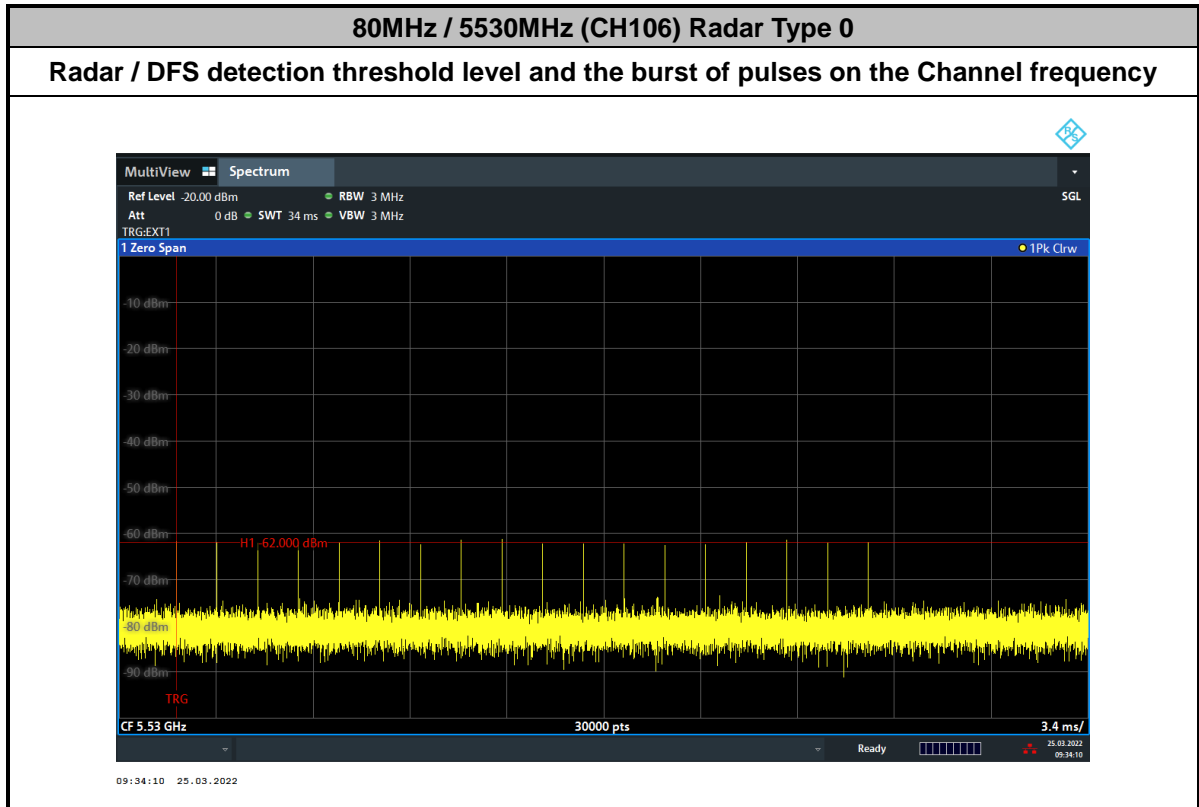 80MHz / 5530MHz (CH106) Radar Type 0
Radar / DFS detection threshold level and the burst of pulses on the Channel frequency
R&S
MultiView Spectrum
Ref Level -20.00 dBm RBW 3 MHz SGL
Att 0 dB SWT 34 ms VBW 3 MHz
TRG:EXT1
1 Zero Span 1Pk Clrw
-10 dBm
-20 dBm
-30 dBm
-40 dBm
-50 dBm
-60 dBm
H1 -62.000 dBm
-70 dBm
-80 dBm
-90 dBm
TRG
CF 5.53 GHz 30000 pts 3.4 ms/
Ready 25.03.2022
09:34:10
09:34:10 25.03.2022